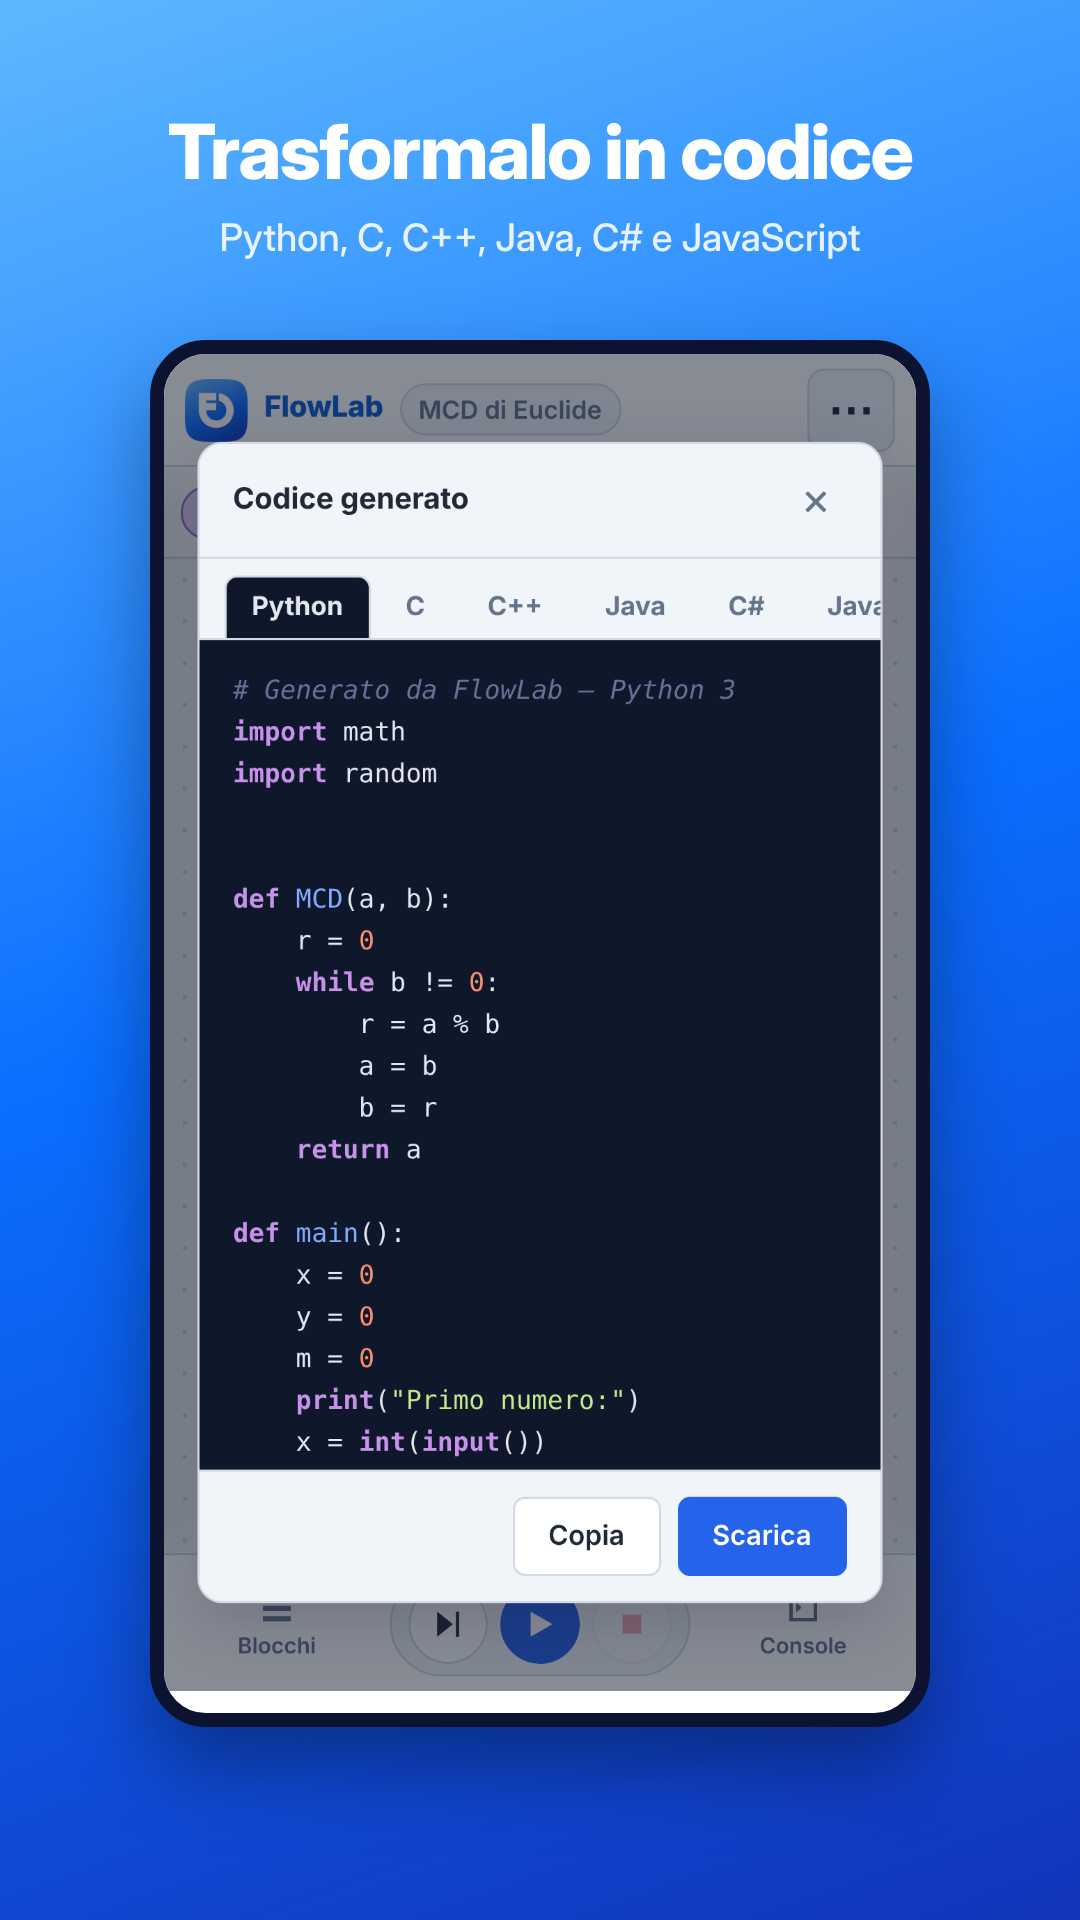 Trasformalo in codice
Python, C, C++, Java, C# e JavaScript
FlowLab
MCD di Euclide
...
Codice generato
×
Python C C++ Java C# Java
# Generato da FlowLab — Python 3
import math
import random
def MCD(a, b):
    r = 0
    while b != 0:
        r = a % b
        a = b
        b = r
    return a
def main():
    x = 0
    y = 0
    m = 0
    print("Primo numero:")
    x = int(input())
Copia
Scarica
Blocchi
Console